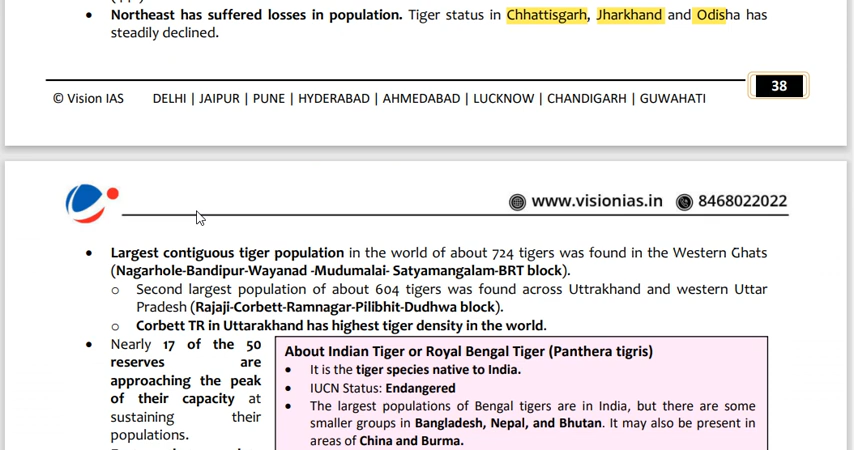 • Northeast has suffered losses in population. Tiger status in Chhattisgarh, Jharkhand and Odisha has
steadily declined.
© Vision IAS DELHI | JAIPUR | PUNE | HYDERABAD | AHMEDABAD | LUCKNOW | CHANDIGARH | GUWAHATI 38
www.visionias.in 8468022022
• Largest contiguous tiger population in the world of about 724 tigers was found in the Western Ghats
(Nagarhole-Bandipur-Wayanad -Mudumalai- Satyamangalam-BRT block).
o Second largest population of about 604 tigers was found across Uttrakhand and western Uttar
Pradesh (Rajaji-Corbett-Ramnagar-Pilibhit-Dudhwa block).
o Corbett TR in Uttarakhand has highest tiger density in the world.
• Nearly 17 of the 50
reserves are
approaching the peak
of their capacity at
sustaining their
populations.
About Indian Tiger or Royal Bengal Tiger (Panthera tigris)
• It is the tiger species native to India.
• IUCN Status: Endangered
• The largest populations of Bengal tigers are in India, but there are some
smaller groups in Bangladesh, Nepal, and Bhutan. It may also be present in
areas of China and Burma.